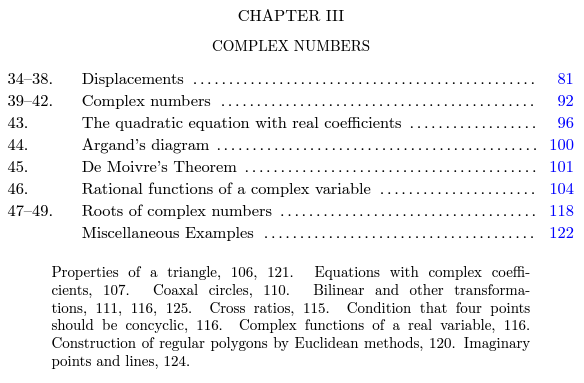 CHAPTER III
COMPLEX NUMBERS
34–38. Displacements ............................................... 81
39–42. Complex numbers ........................................... 92
43. The quadratic equation with real coefficients .................. 96
44. Argand's diagram ............................................ 100
45. De Moivre's Theorem ........................................ 101
46. Rational functions of a complex variable ...................... 104
47–49. Roots of complex numbers ................................... 118
Miscellaneous Examples ..................................... 122
Properties of a triangle, 106, 121. Equations with complex coeffi-
cients, 107. Coaxal circles, 110. Bilinear and other transforma-
tions, 111, 116, 125. Cross ratios, 115. Condition that four points
should be concyclic, 116. Complex functions of a real variable, 116.
Construction of regular polygons by Euclidean methods, 120. Imaginary
points and lines, 124.